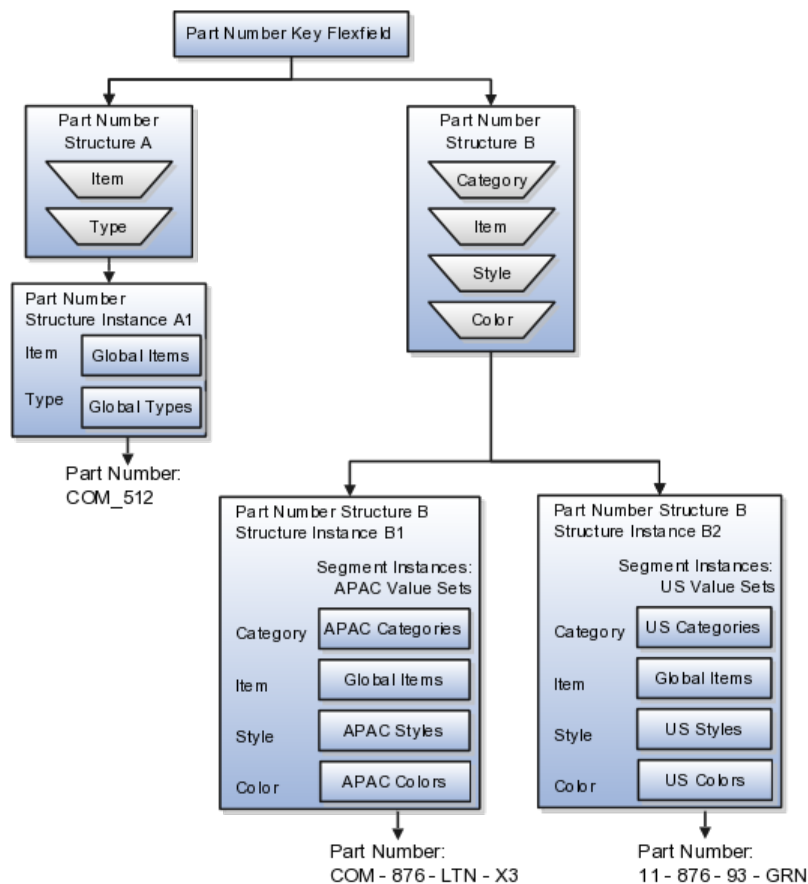 Part Number Key Flexfield
Part Number
Structure A
Item
Type
Part Number
Structure B
Category
Item
Style
Color
Part Number
Structure Instance A1
Item
Global Items
Type
Global Types
Part Number:
COM_512
Part Number Structure B
Structure Instance B1
Segment Instances:
APAC Value Sets
Category
APAC Categories
Item
Global Items
Style
APAC Styles
Color
APAC Colors
Part Number:
COM - 876 - LTN - X3
Part Number Structure B
Structure Instance B2
Segment Instances:
US Value Sets
Category
US Categories
Item
Global Items
Style
US Styles
Color
US Colors
Part Number:
11 - 876 - 93 - GRN